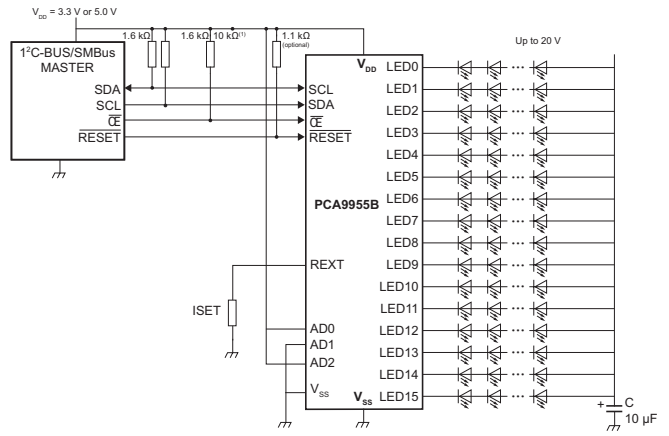 V_DD = 3.3 V or 5.0 V
1.6 kΩ
1.6 kΩ
10 kΩ(1)
1.1 kΩ
(optional)
Up to 20 V
1²C-BUS/SMBus
MASTER
SDA
SCL
OE
RESET
V_DD
SCL
SDA
OE
RESET
PCA9955B
REXT
ISET
AD0
AD1
AD2
V_SS
V_SS
LED0
LED1
LED2
LED3
LED4
LED5
LED6
LED7
LED8
LED9
LED10
LED11
LED12
LED13
LED14
LED15
C
10 µF